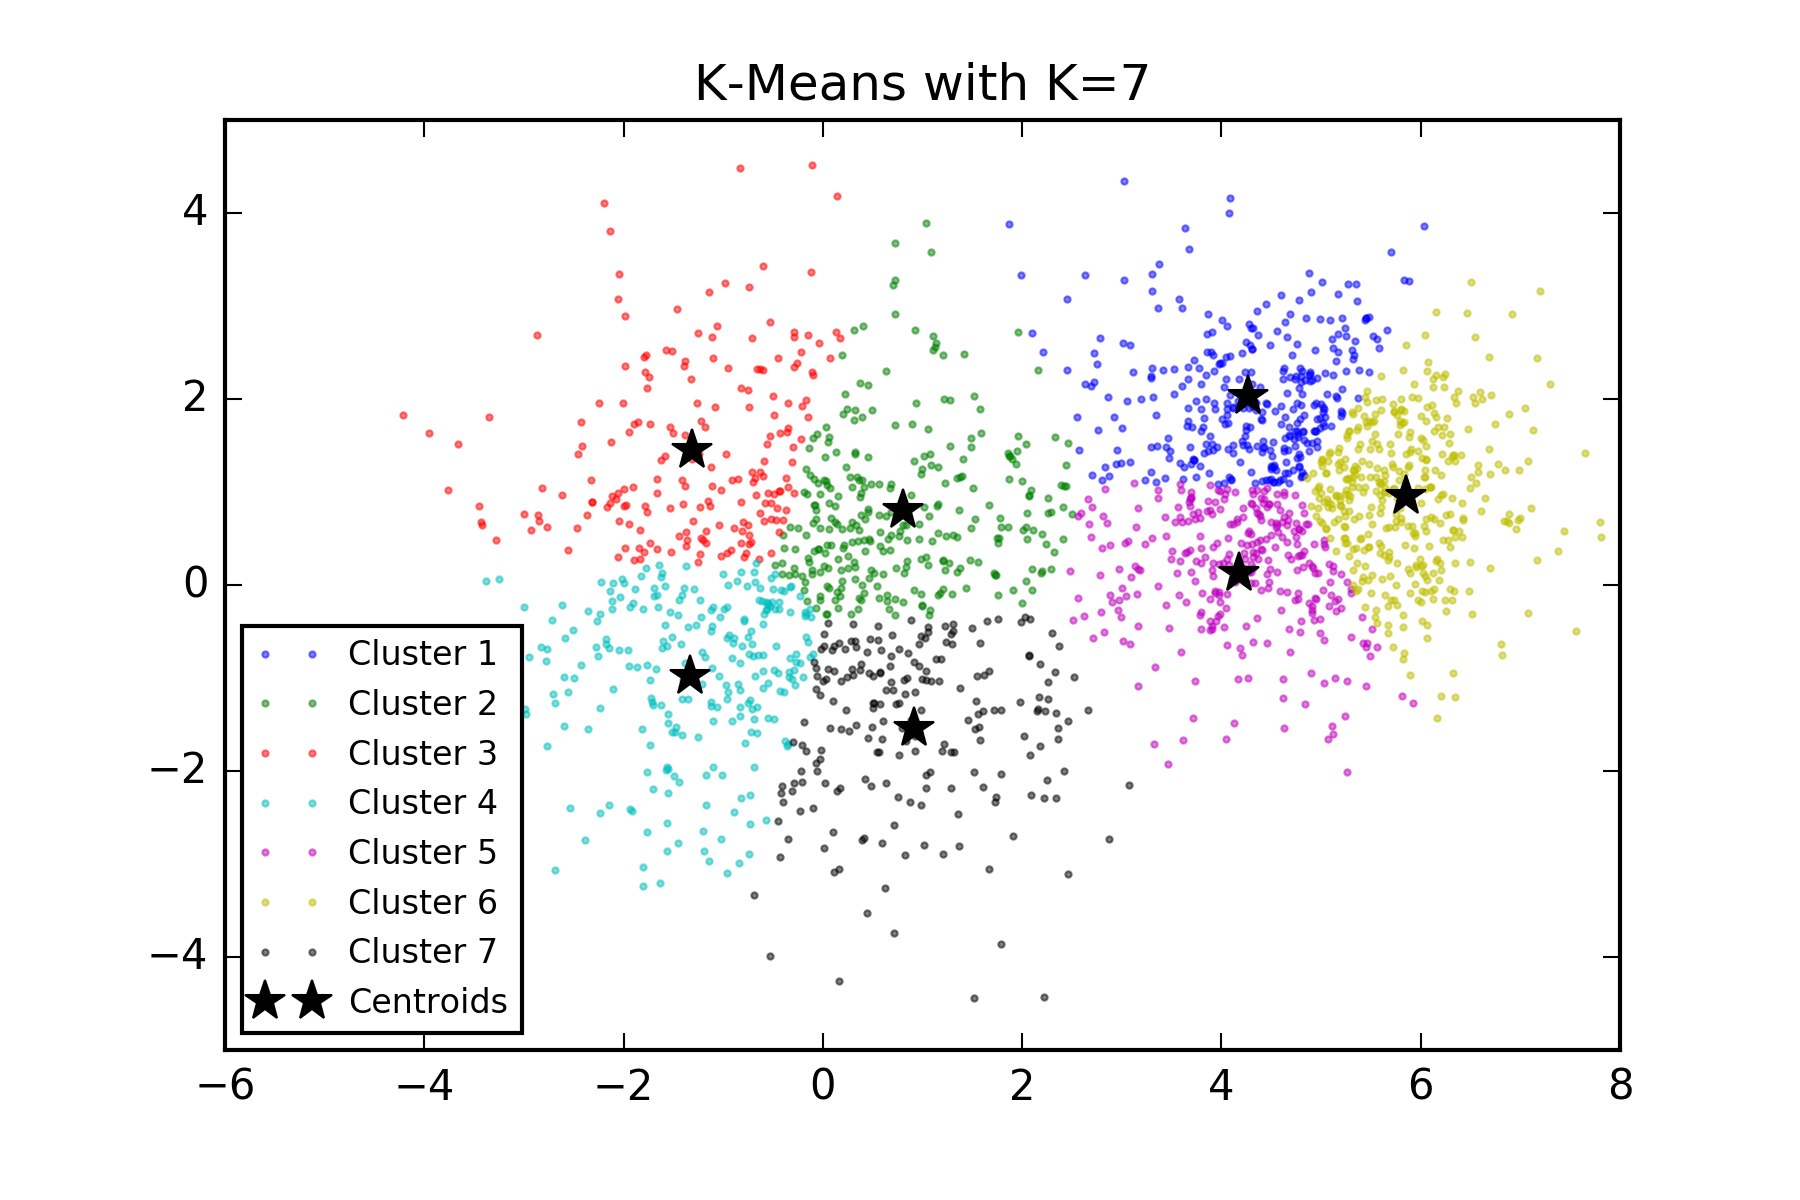 K-Means with K=7
4
2
0
−2
−4
Cluster 1
Cluster 2
Cluster 3
Cluster 4
Cluster 5
Cluster 6
Cluster 7
Centroids
−6 −4 −2 0 2 4 6 8